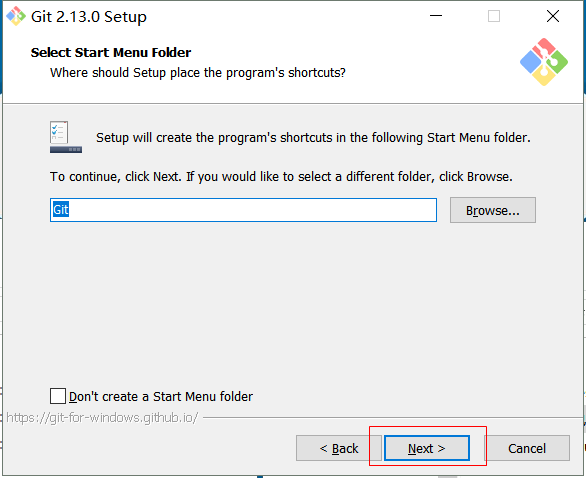 Git 2.13.0 Setup
Select Start Menu Folder
Where should Setup place the program's shortcuts?
Setup will create the program's shortcuts in the following Start Menu folder.
To continue, click Next. If you would like to select a different folder, click Browse.
Git
Browse...
Don't create a Start Menu folder
https://git-for-windows.github.io/
< Back
Next >
Cancel